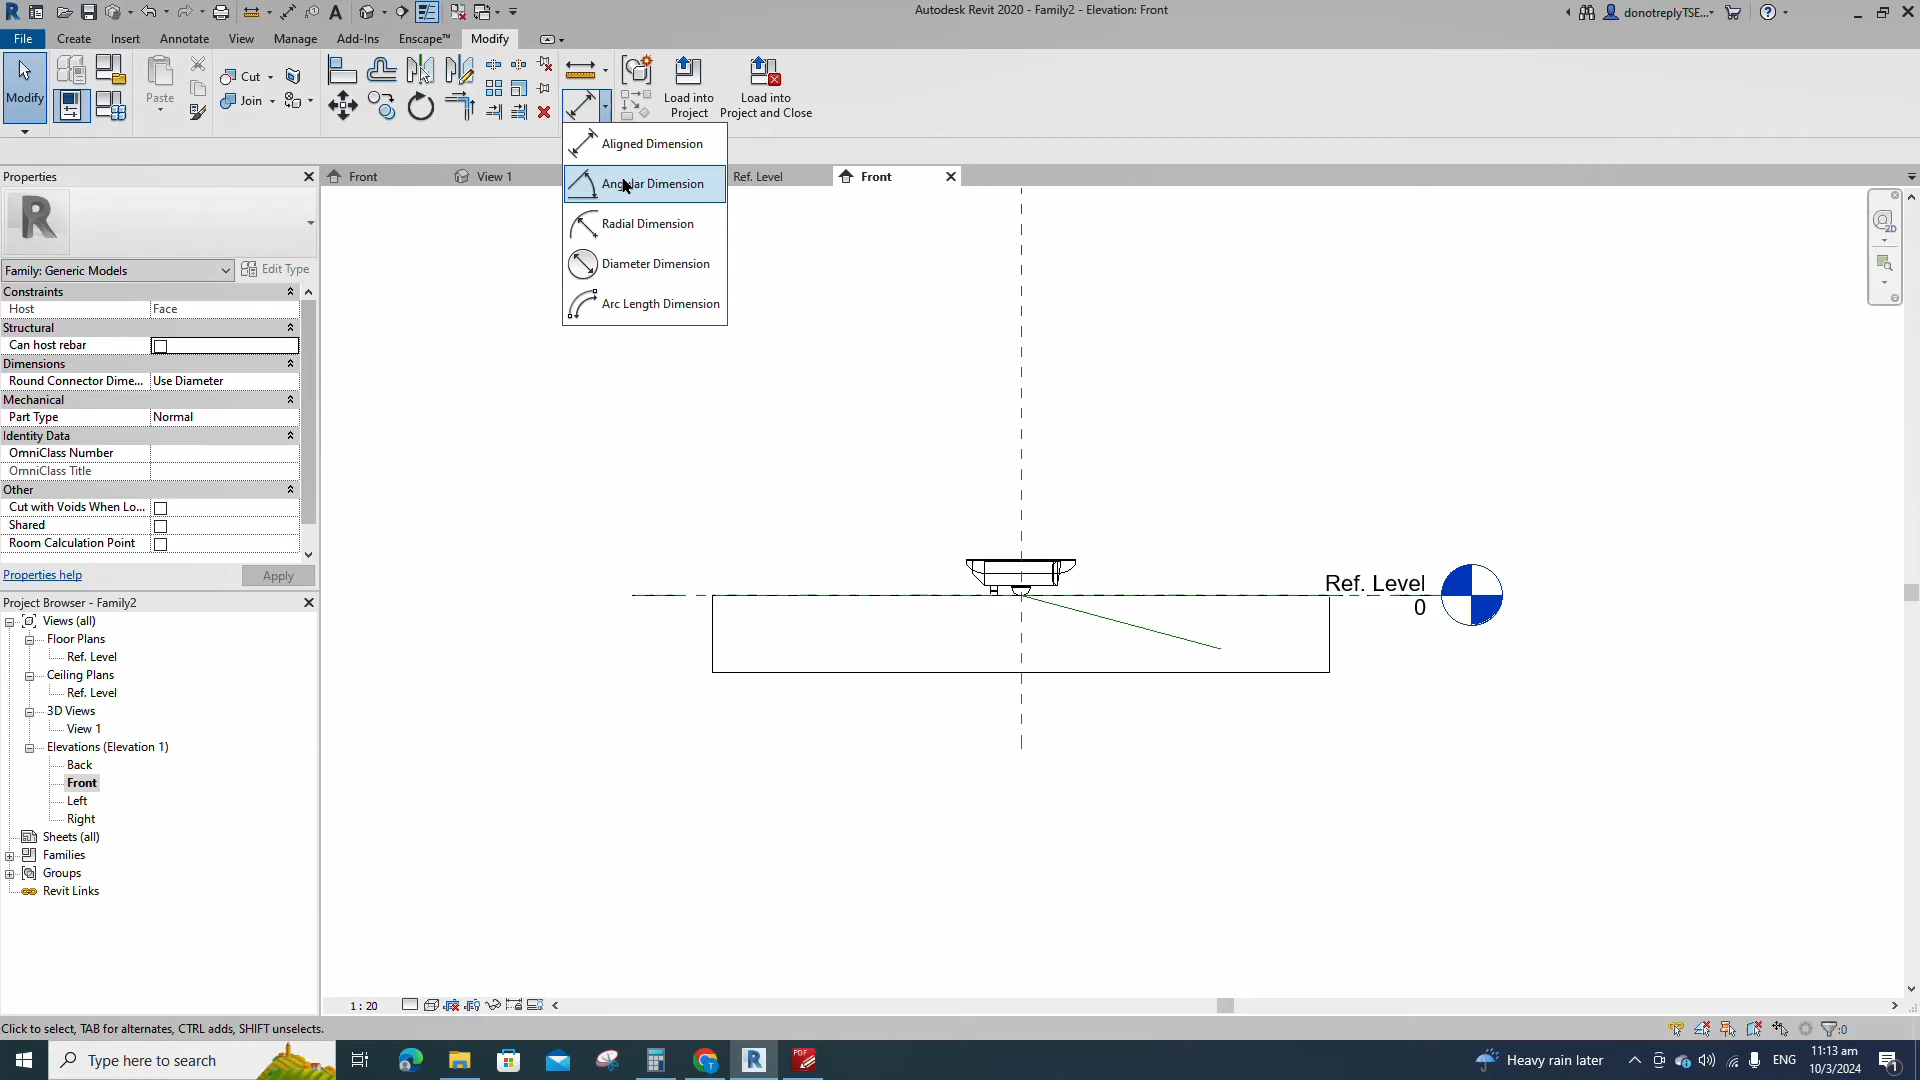 Autodesk Revit 2020 - Family2 - Elevation: Front
donotreplyTSE...
File Create Insert Annotate View Manage Add-Ins Enscape™ Modify
Modify
Paste
Cut
Join
Load into Project
Load into Project and Close
Aligned Dimension
Angular Dimension
Radial Dimension
Diameter Dimension
Arc Length Dimension
Properties
Front
View 1
Ref. Level
Front
2D
Family: Generic Models
Edit Type
Constraints
Host Face
Structural
Can host rebar
Dimensions
Round Connector Dime... Use Diameter
Mechanical
Part Type Normal
Identity Data
OmniClass Number
OmniClass Title
Other
Cut with Voids When Lo...
Shared
Room Calculation Point
Properties help
Apply
Project Browser - Family2
Views (all)
Floor Plans
Ref. Level
Ceiling Plans
Ref. Level
3D Views
View 1
Elevations (Elevation 1)
Back
Front
Left
Right
Sheets (all)
Families
Groups
Revit Links
Ref. Level
0
1 : 20
Click to select, TAB for alternates, CTRL adds, SHIFT unselects.
:0
Type here to search
Heavy rain later
ENG
11:13 am
10/3/2024
1